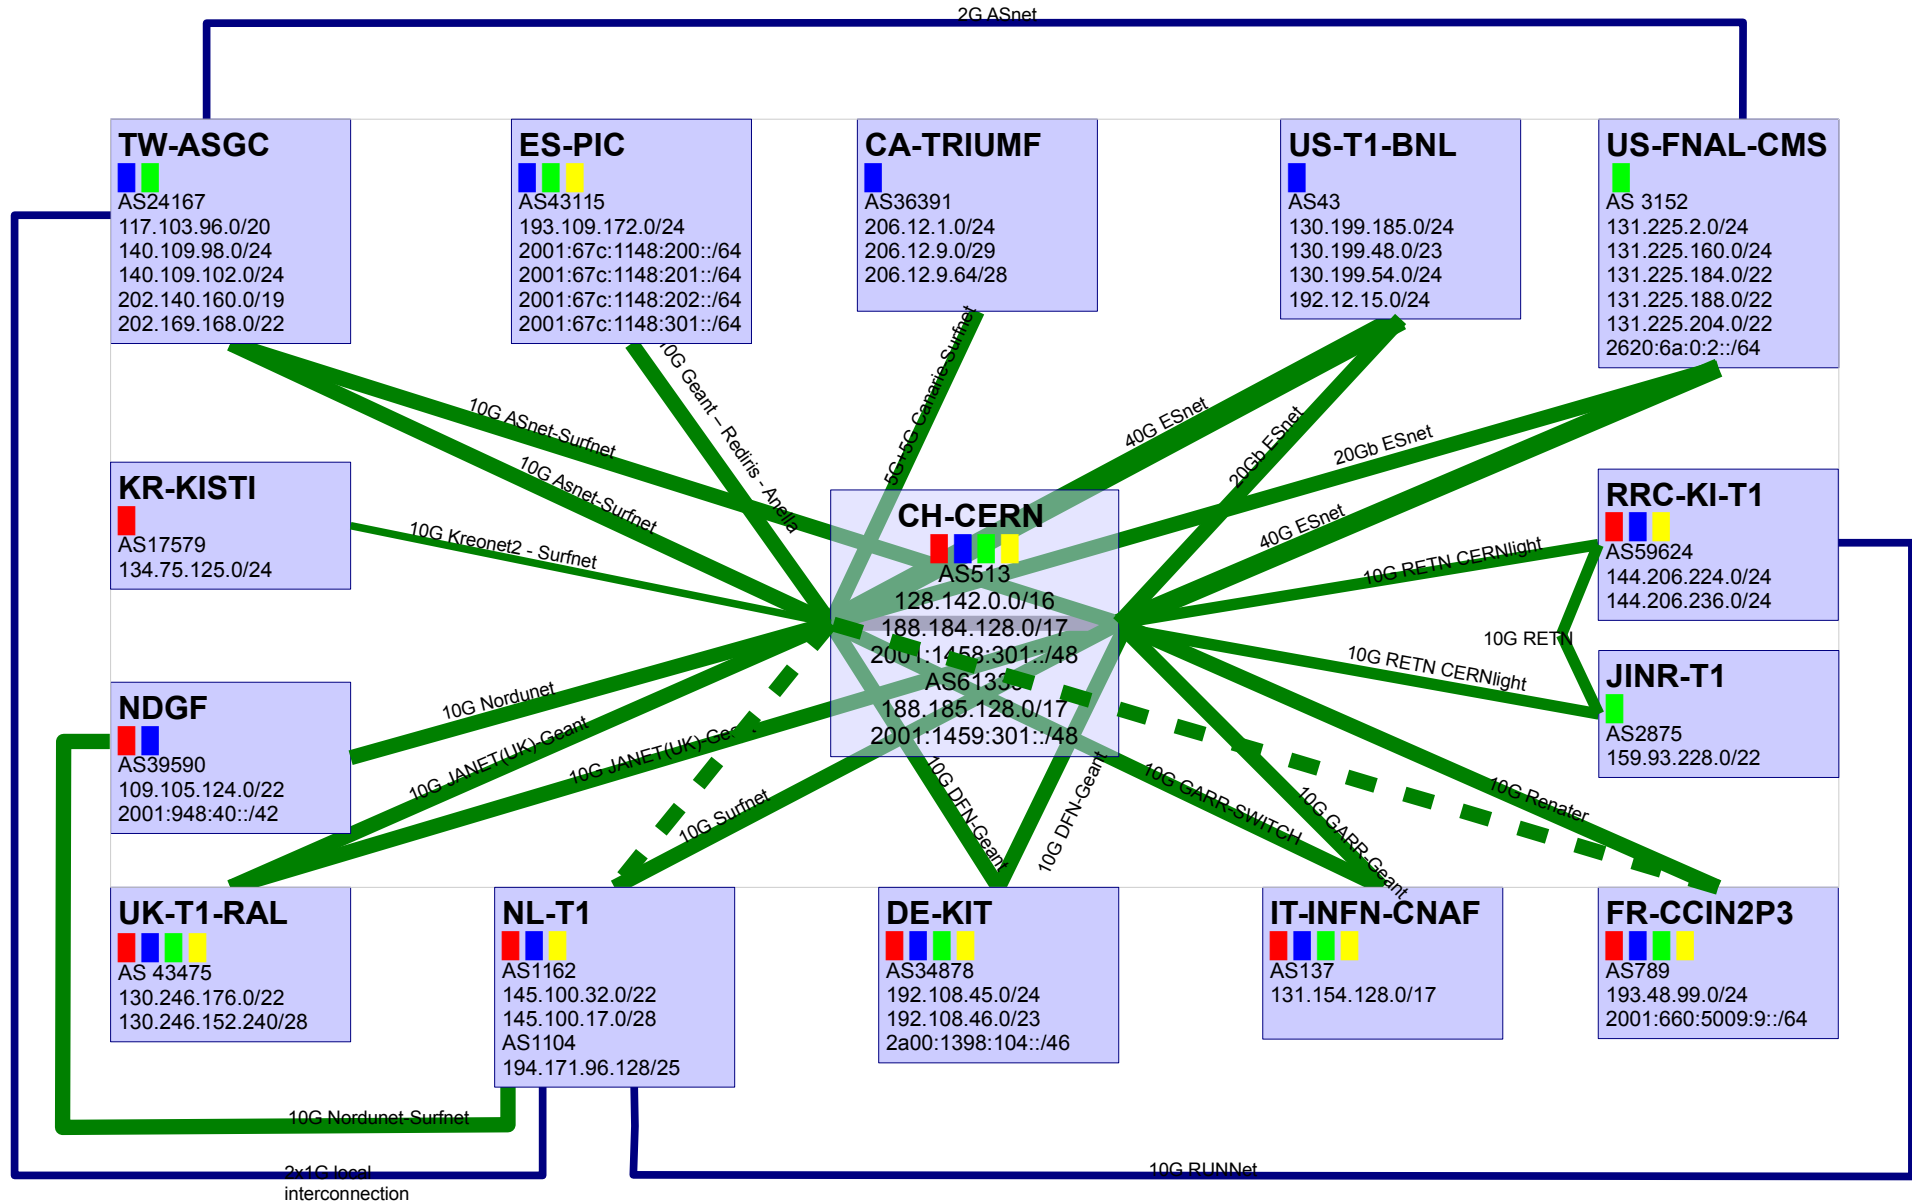 2G ASnet
TW-ASGC
AS24167
117.103.96.0/20
140.109.98.0/24
140.109.102.0/24
202.140.160.0/19
202.169.168.0/22
ES-PIC
AS43115
193.109.172.0/24
2001:67c:1148:200::/64
2001:67c:1148:201::/64
2001:67c:1148:202::/64
2001:67c:1148:301::/64
CA-TRIUMF
AS36391
206.12.1.0/24
206.12.9.0/29
206.12.9.64/28
US-T1-BNL
AS43
130.199.185.0/24
130.199.48.0/23
130.199.54.0/24
192.12.15.0/24
US-FNAL-CMS
AS 3152
131.225.2.0/24
131.225.160.0/24
131.225.184.0/22
131.225.188.0/22
131.225.204.0/22
2620:6a:0:2::/64
10G ASnet-Surfnet
10G Asnet-Surfnet
10G Geant – Rediris - Anella
5G+5G Canarie-Surfnet
40G ESnet
20Gb ESnet
20Gb ESnet
40G ESnet
KR-KISTI
AS17579
134.75.125.0/24
10G Kreonet2 - Surfnet
CH-CERN
AS513
128.142.0.0/16
188.184.128.0/17
2001:1458:301::/48
188.185.128.0/17
2001:1459:301::/48
10G RETN CERNlight
RRC-KI-T1
AS59624
144.206.224.0/24
144.206.236.0/24
10G RETN
10G RETN CERNlight
JINR-T1
AS2875
159.93.228.0/22
NDGF
AS39590
109.105.124.0/22
2001:948:40::/42
10G Nordunet
10G JANET(UK)-Geant
10G JANET(UK)-
10G Surfnet
10G DFN-Geant
10G DFN-Geant
10G GARR-SWITCH
10G GARR-Geant
10G Renater
UK-T1-RAL
AS 43475
130.246.176.0/22
130.246.152.240/28
NL-T1
AS1162
145.100.32.0/22
145.100.17.0/28
AS1104
194.171.96.128/25
DE-KIT
AS34878
192.108.45.0/24
192.108.46.0/23
2a00:1398:104::/46
IT-INFN-CNAF
AS137
131.154.128.0/17
FR-CCIN2P3
AS789
193.48.99.0/24
2001:660:5009:9::/64
10G Nordunet-Surfnet
2x1G local
interconnection
10G RUNNet